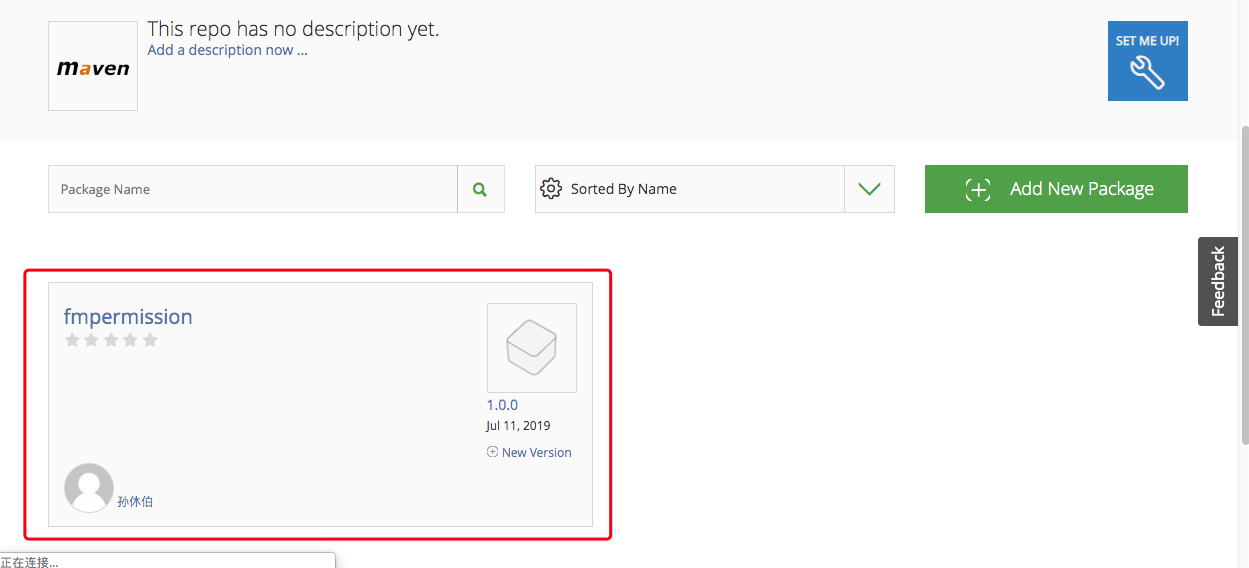 This repo has no description yet.
Add a description now ...
maven
SET ME UP!
Package Name
Sorted By Name
Add New Package
Feedback
fmpermission
1.0.0
Jul 11, 2019
New Version
孙休伯
正在连接...